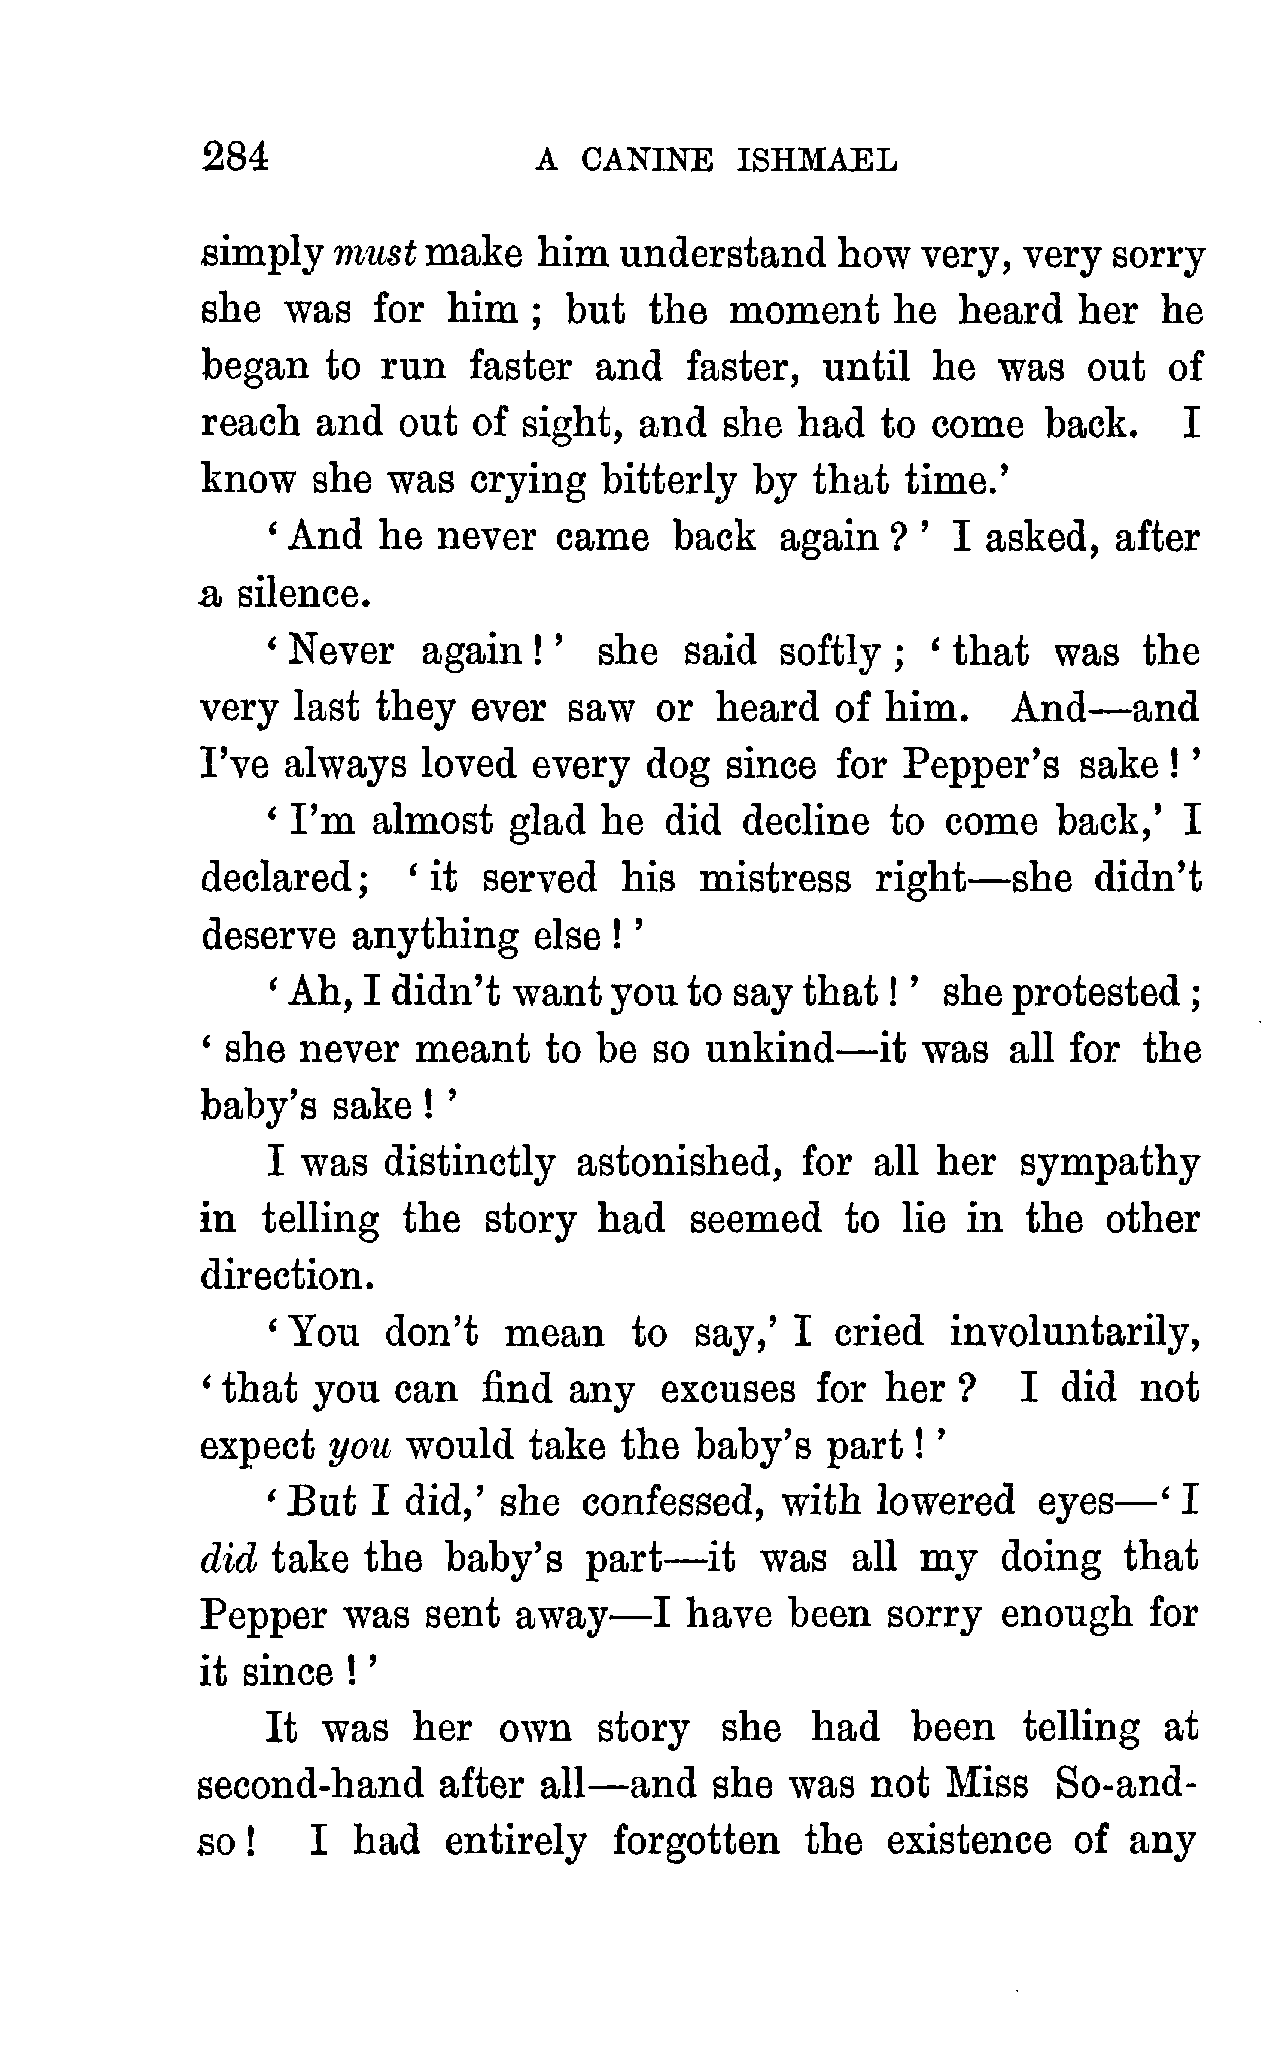 284 A CANINE ISHMAEL
simply must make him understand how very, very sorry
she was for him ; but the moment he heard her he
began to run faster and faster, until he was out of
reach and out of sight, and she had to come back. I
know she was crying bitterly by that time.’
‘ And he never came back again ? ’ I asked, after
a silence.
‘ Never again ! ’ she said softly ; ‘ that was the
very last they ever saw or heard of him. And—and
I’ve always loved every dog since for Pepper’s sake ! ’
‘ I’m almost glad he did decline to come back,’ I
declared; ‘ it served his mistress right—she didn’t
deserve anything else ! ’
‘ Ah, I didn’t want you to say that ! ’ she protested ;
‘ she never meant to be so unkind—it was all for the
baby’s sake ! ’
I was distinctly astonished, for all her sympathy
in telling the story had seemed to lie in the other
direction.
‘ You don’t mean to say,’ I cried involuntarily,
‘ that you can find any excuses for her ? I did not
expect you would take the baby’s part ! ’
‘ But I did,’ she confessed, with lowered eyes—‘ I
did take the baby’s part—it was all my doing that
Pepper was sent away—I have been sorry enough for
it since ! ’
It was her own story she had been telling at
second-hand after all—and she was not Miss So-and-
so ! I had entirely forgotten the existence of any